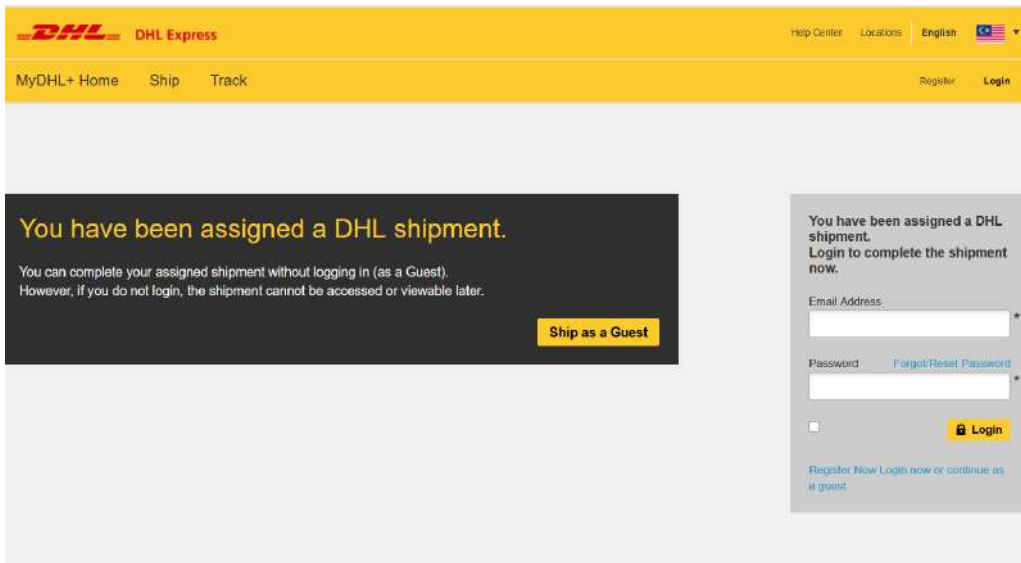 DHL DHL Express
Help Center Locations English
MyDHL+ Home Ship Track
Register Login
You have been assigned a DHL shipment.
You can complete your assigned shipment without logging in (as a Guest).
However, if you do not login, the shipment cannot be accessed or viewable later.
Ship as a Guest
You have been assigned a DHL
shipment.
Login to complete the shipment
now.
Email Address
*
Password Forgot/Reset Password
*
Login
Register Now Login now or continue as
a guest